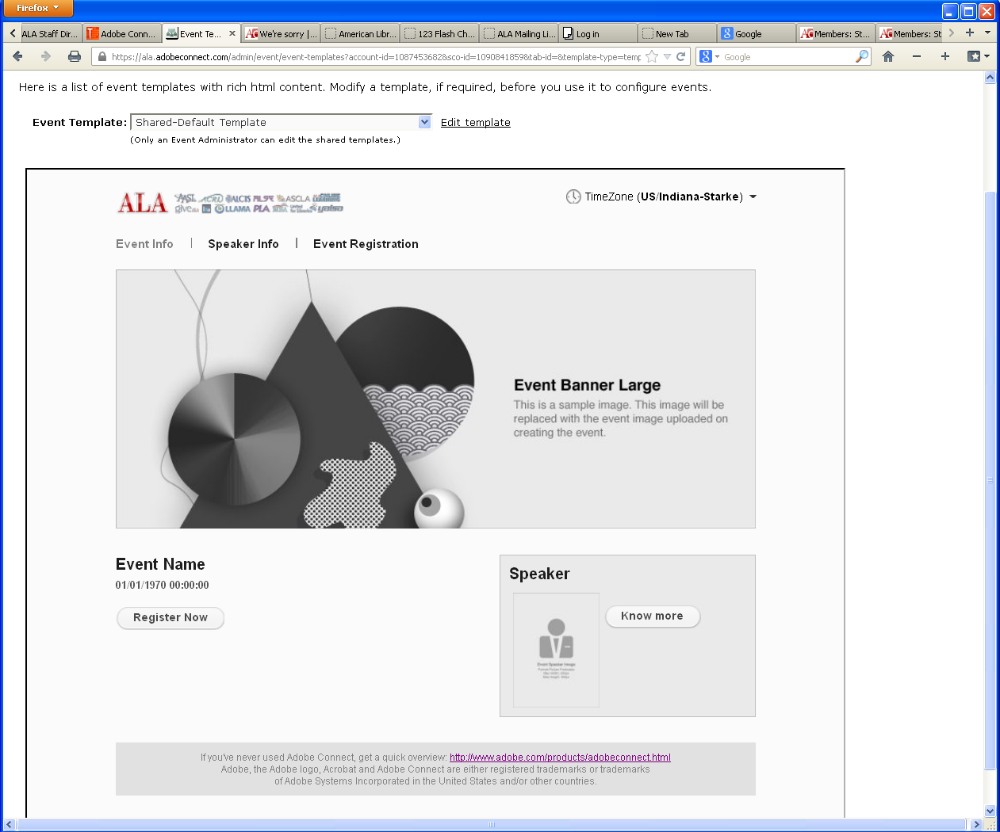 Firefox
ALA Staff Dir...
Adobe Conn...
Event Te...
We're sorry |...
American Libr...
123 Flash Ch...
ALA Mailing Li...
Log in
New Tab
Google
Members: St...
Members: St
https://ala.adobeconnect.com/admin/event/event-templates?account-id=1087453682&sco-id=1090841859&tab-id=&template-type=temp
Google
Here is a list of event templates with rich html content. Modify a template, if required, before you use it to configure events.
Event Template: Shared-Default Template Edit template
(Only an Event Administrator can edit the shared templates.)
ALA AASL ACRL ALCTS ALSC ASCLA ONLINE LEARNING
give LLAMA PLA yalsa
TimeZone (US/Indiana-Starke)
Event Info | Speaker Info | Event Registration
Event Banner Large
This is a sample image. This image will be
replaced with the event image uploaded on
creating the event.
Event Name
01/01/1970 00:00:00
Register Now
Speaker
Know more
Event Speaker Image
If you've never used Adobe Connect, get a quick overview: http://www.adobe.com/products/adobeconnect.html
Adobe, the Adobe logo, Acrobat and Adobe Connect are either registered trademarks or trademarks
of Adobe Systems Incorporated in the United States and/or other countries.